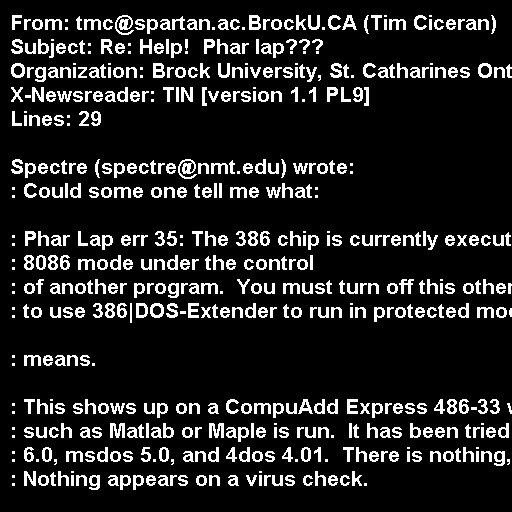 From: tmc@spartan.ac.BrockU.CA (Tim Ciceran)
Subject: Re: Help!  Phar lap???
Organization: Brock University, St. Catharines Ont
X-Newsreader: TIN [version 1.1 PL9]
Lines: 29

Spectre (spectre@nmt.edu) wrote:
: Could some one tell me what:

: Phar Lap err 35: The 386 chip is currently execut
: 8086 mode under the control
: of another program.  You must turn off this other
: to use 386|DOS-Extender to run in protected mo

: means.

: This shows up on a CompuAdd Express 486-33 w
: such as Matlab or Maple is run.  It has been tried
: 6.0, msdos 5.0, and 4dos 4.01.  There is nothing,
: Nothing appears on a virus check.